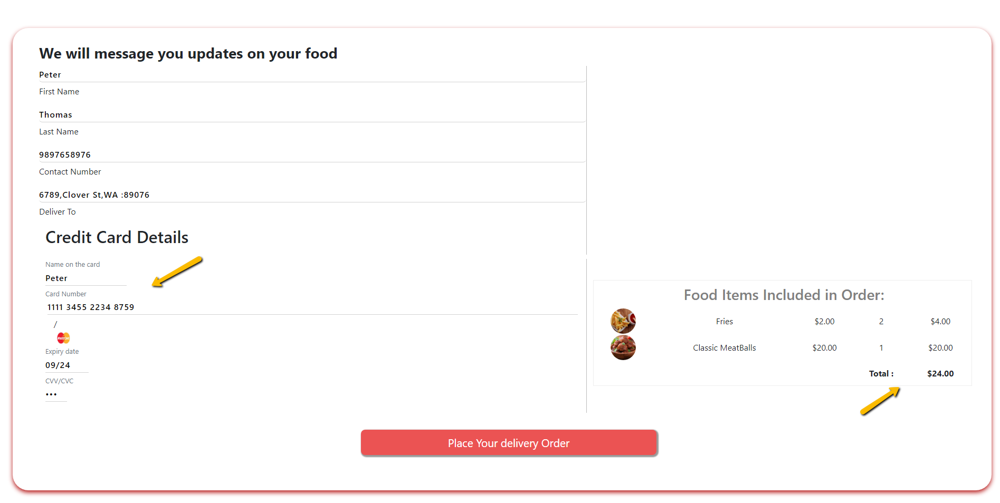 We will message you updates on your food
Peter
First Name
Thomas
Last Name
9897658976
Contact Number
6789,Clover St,WA :89076
Deliver To
Credit Card Details
Name on the card
Peter
Card Number
1111 3455 2234 8759
/
MasterCard
Expiry date
09/24
CVV/CVC
•••
Food Items Included in Order:
Fries $2.00 2 $4.00
Classic MeatBalls $20.00 1 $20.00
Total : $24.00
Place Your delivery Order